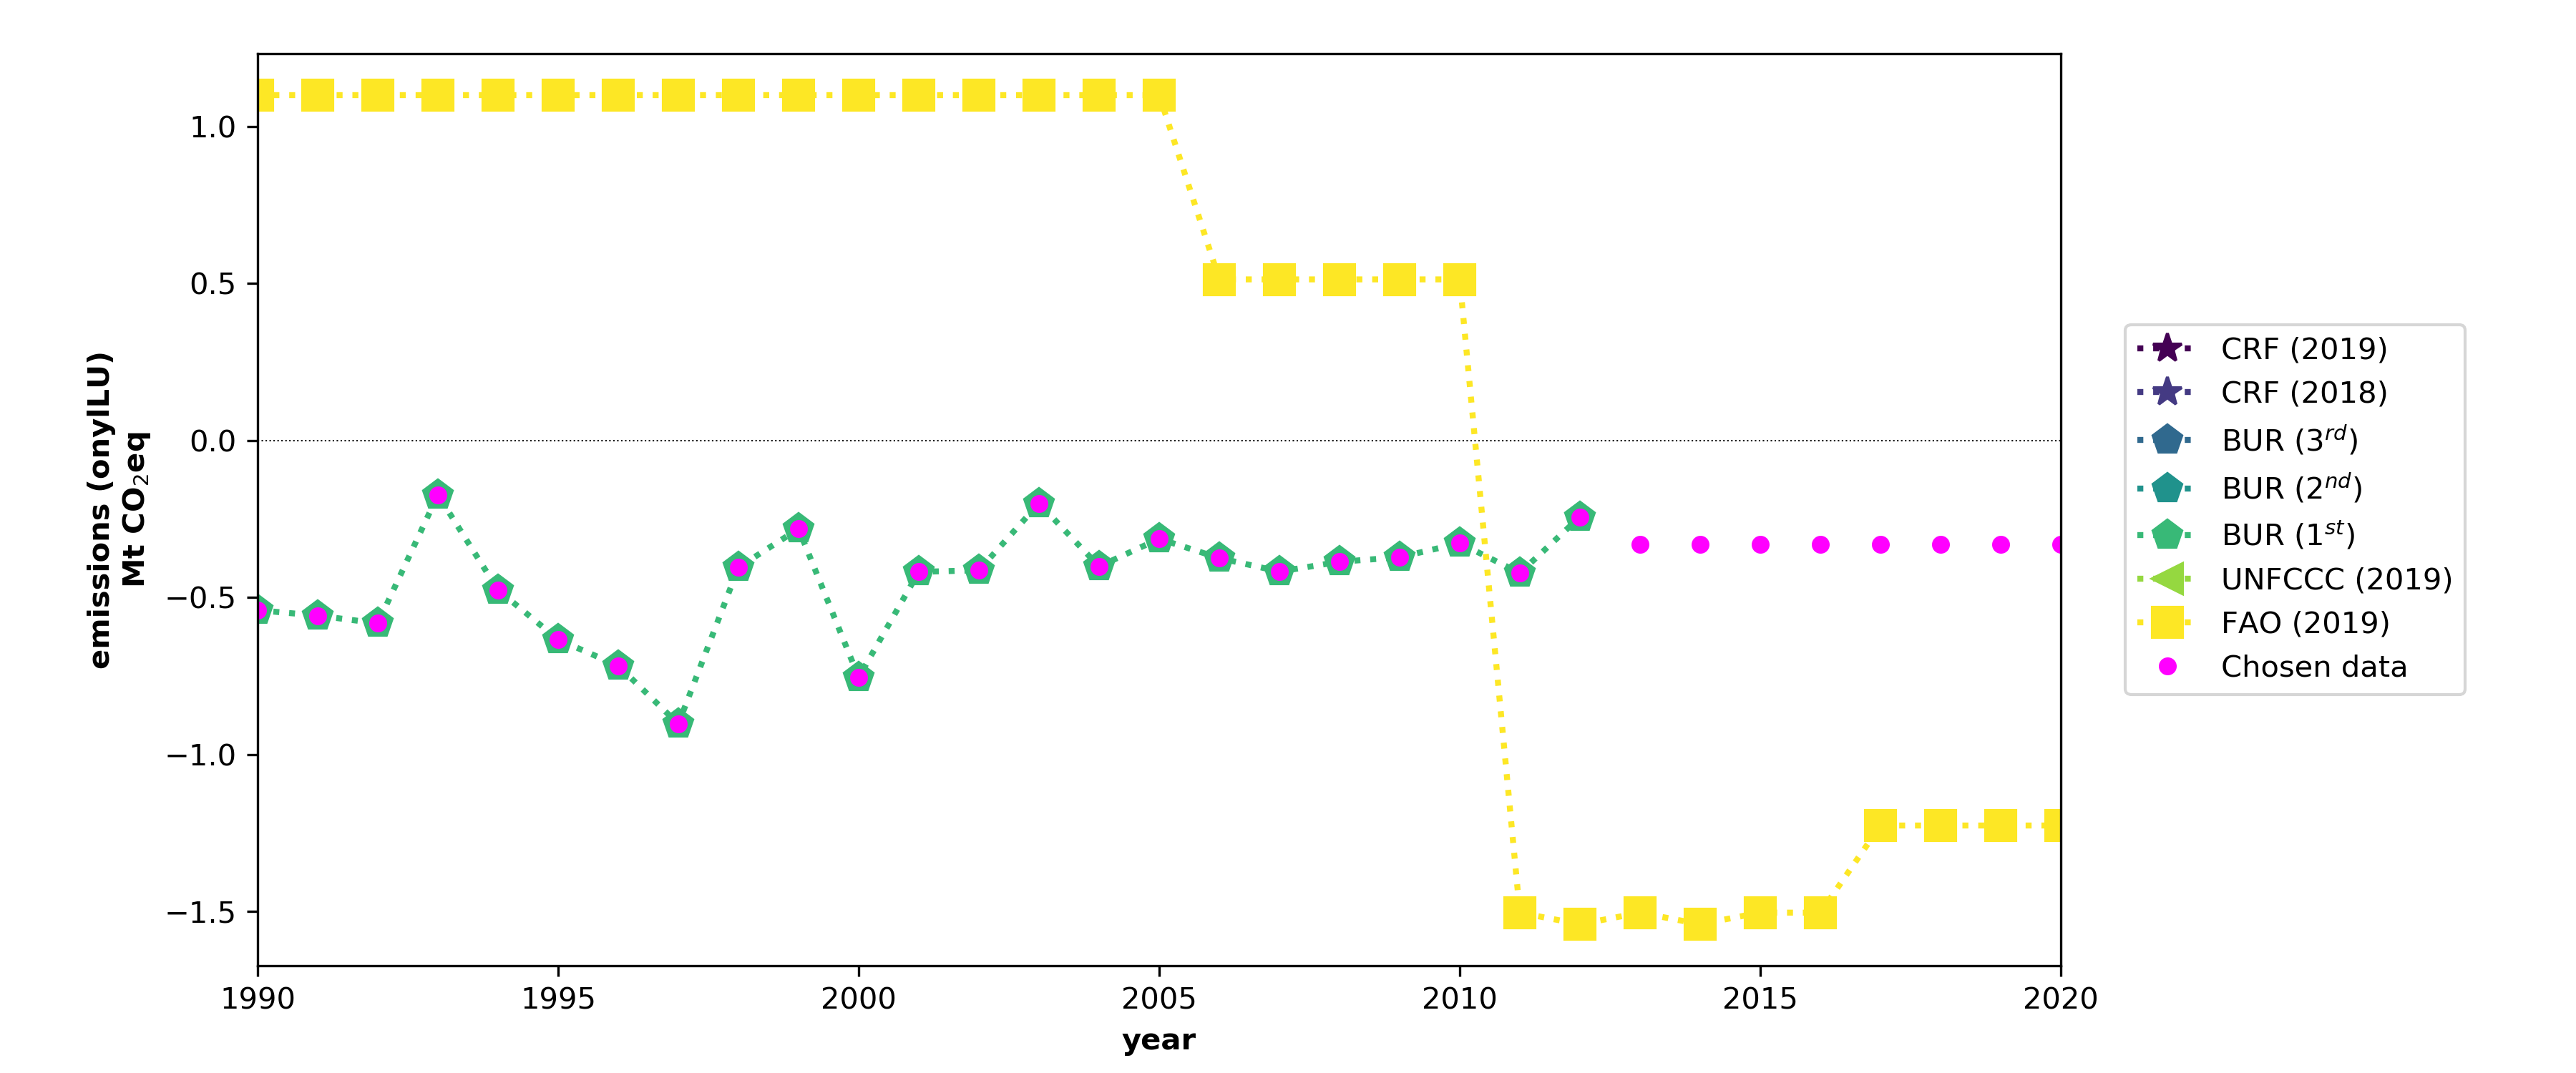 emissions (onylLU)
Mt CO₂eq
1.0
0.5
0.0
−0.5
−1.0
−1.5
1990
1995
2000
2005
2010
2015
2020
year
CRF (2019)
CRF (2018)
BUR (3ʳᵈ)
BUR (2ⁿᵈ)
BUR (1ˢᵗ)
UNFCCC (2019)
FAO (2019)
Chosen data